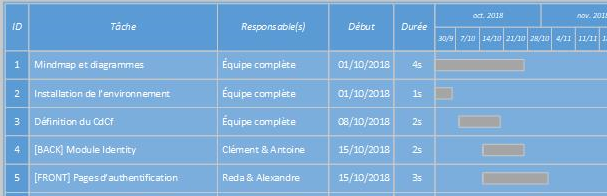 oct. 2018 nov. 2018
ID Tâche Responsable(s) Début Durée
30/9 7/10 14/10 21/10 28/10 4/11 11/11
1 Mindmap et diagrammes Équipe complète 01/10/2018 4s
2 Installation de l'environnement Équipe complète 01/10/2018 1s
3 Définition du CdCf Équipe complète 08/10/2018 2s
4 [BACK] Module Identity Clément & Antoine 15/10/2018 2s
5 [FRONT] Pages d'authentification Reda & Alexandre 15/10/2018 3s